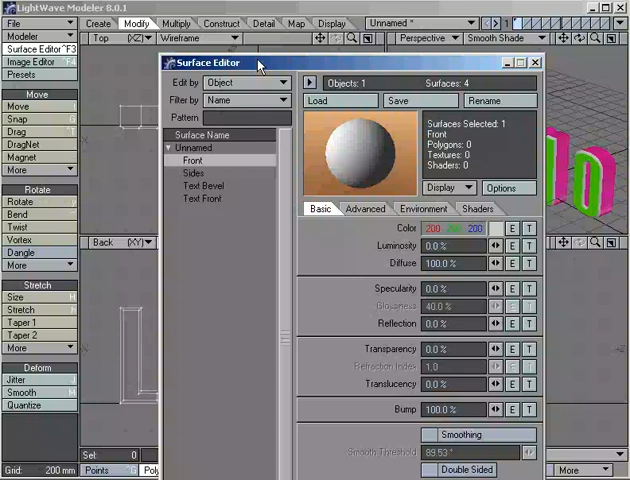 LightWave Modeler 8.0.1
File
Create Modify Multiply Construct Detail Map Display Unnamed *
Modeler
Top (XZ) Wireframe Perspective Smooth Shade
Surface Editor ^F3
Image Editor ^F4
Presets
Surface Editor
Edit by Object
Filter by Name
Pattern
Surface Name
Unnamed
Front
Sides
Text Bevel
Text Front
Objects: 1 Surfaces: 4
Load Save Rename
Surfaces Selected: 1
Front
Polygons: 0
Textures: 0
Shaders: 0
Display Options
Basic Advanced Environment Shaders
Color 200 200 E T
Luminosity 0.0 % E T
Diffuse 100.0 % E T
Specularity 0.0 % E T
Glossiness 40.0 % E T
Reflection 0.0 % E T
Transparency 0.0 % E T
Refraction Index 1.0 E T
Translucency 0.0 % E T
Bump 100.0 % E T
Smoothing
Smooth Threshold 89.53 °
Double Sided
Move
Move t
Snap G
Drag T
DragNet ;
Magnet :
More
Rotate
Rotate y
Bend ~
Twist
Vortex
Dangle
More
Stretch
Size H
Stretch h
Taper 1
Taper 2
More
Deform
Jitter J
Smooth M
Quantize
Back (XY)
Sel: 0
Grid: 200 mm
Points ^G
More